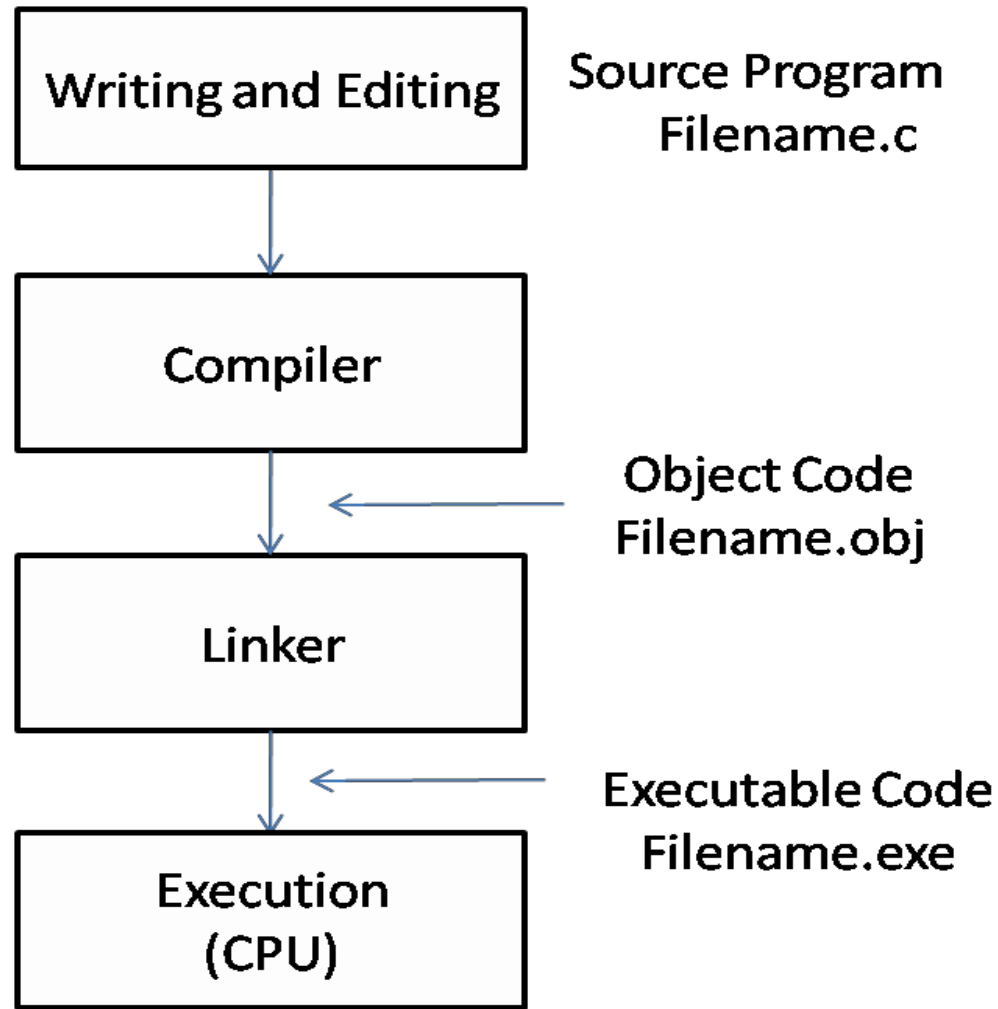 Writing and Editing
Source Program
Filename.c
Compiler
Object Code
Filename.obj
Linker
Executable Code
Filename.exe
Execution
(CPU)